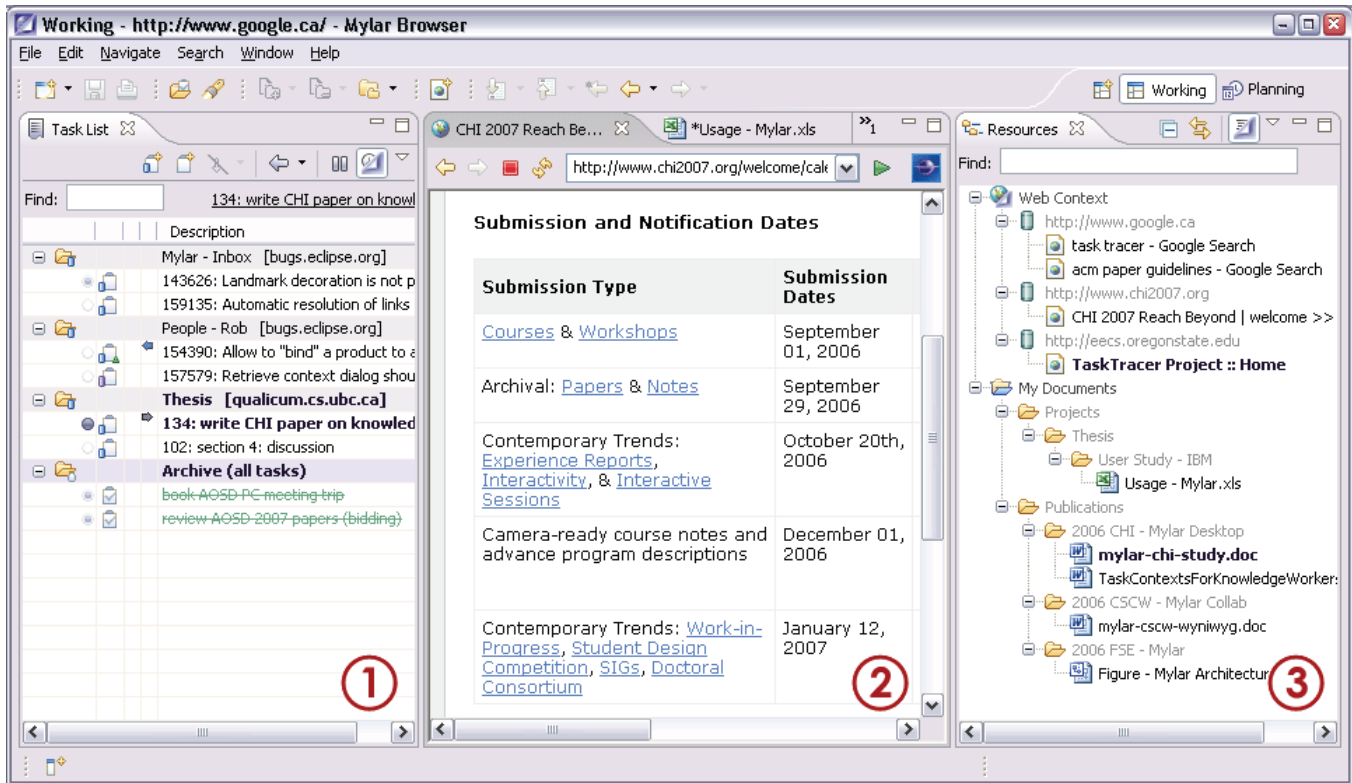 Working - http://www.google.ca/ - Mylar Browser
File Edit Navigate Search Window Help
Working Planning
Task List
Find: 134: write CHI paper on knowl
Description
Mylar - Inbox [bugs.eclipse.org]
143626: Landmark decoration is not p
159135: Automatic resolution of links
People - Rob [bugs.eclipse.org]
154390: Allow to "bind" a product to a
157579: Retrieve context dialog shou
Thesis [qualicum.cs.ubc.ca]
134: write CHI paper on knowled
102: section 4: discussion
Archive (all tasks)
book AOSD PC meeting trip
review AOSD 2007 papers (bidding)
1
CHI 2007 Reach Be... *Usage - Mylar.xls »1
http://www.chi2007.org/welcome/cale
Submission and Notification Dates
Submission Type
Submission
Dates
Courses & Workshops
September
01, 2006
Archival: Papers & Notes
September
29, 2006
Contemporary Trends:
Experience Reports,
Interactivity, & Interactive
Sessions
October 20th,
2006
Camera-ready course notes and
advance program descriptions
December 01,
2006
Contemporary Trends: Work-in-
Progress, Student Design
Competition, SIGs, Doctoral
Consortium
January 12,
2007
2
Resources
Find:
Web Context
http://www.google.ca
task tracer - Google Search
acm paper guidelines - Google Search
http://www.chi2007.org
CHI 2007 Reach Beyond | welcome >>
http://eecs.oregonstate.edu
TaskTracer Project :: Home
My Documents
Projects
Thesis
User Study - IBM
Usage - Mylar.xls
Publications
2006 CHI - Mylar Desktop
mylar-chi-study.doc
TaskContextsForKnowledgeWorkers
2006 CSCW - Mylar Collab
mylar-cscw-wyniwyg.doc
2006 FSE - Mylar
Figure - Mylar Architectur
3